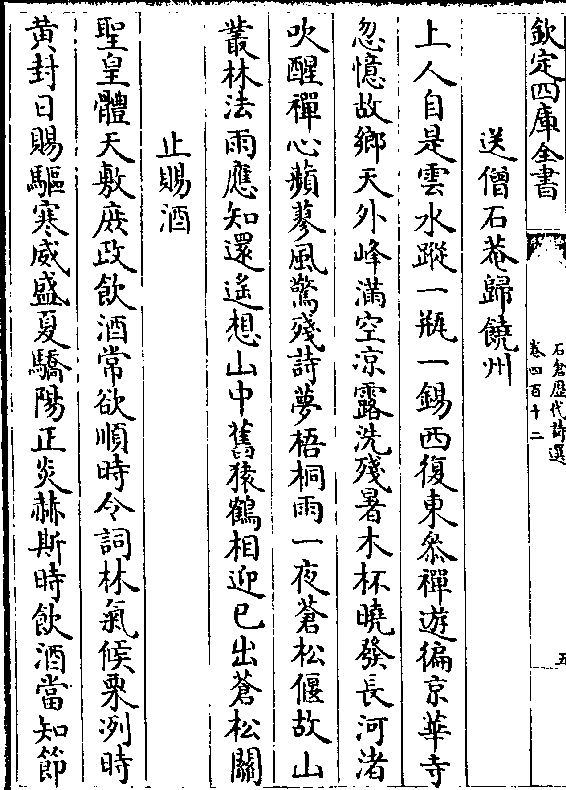 欽定四庫全書
石倉歷代詩選
卷四百十二
五
送僧石菴歸饒州
上人自是雲水蹤一瓶一錫西復東叅禪遊徧京華寺
忽憶故鄉天外峰滿空凉露洗殘暑木杯曉發長河渚
吹醒禪心蘋蓼風驚殘詩夢梧桐雨一夜蒼松偃故山
叢林法雨應知還遙想山中舊猿鶴相迎已出蒼松關
止賜酒
聖皇體天敷庶政飲酒常欲順時令詞林氣候栗冽時
黄封日賜驅寒威盛夏驕陽正炎赫斯時飲酒當知節